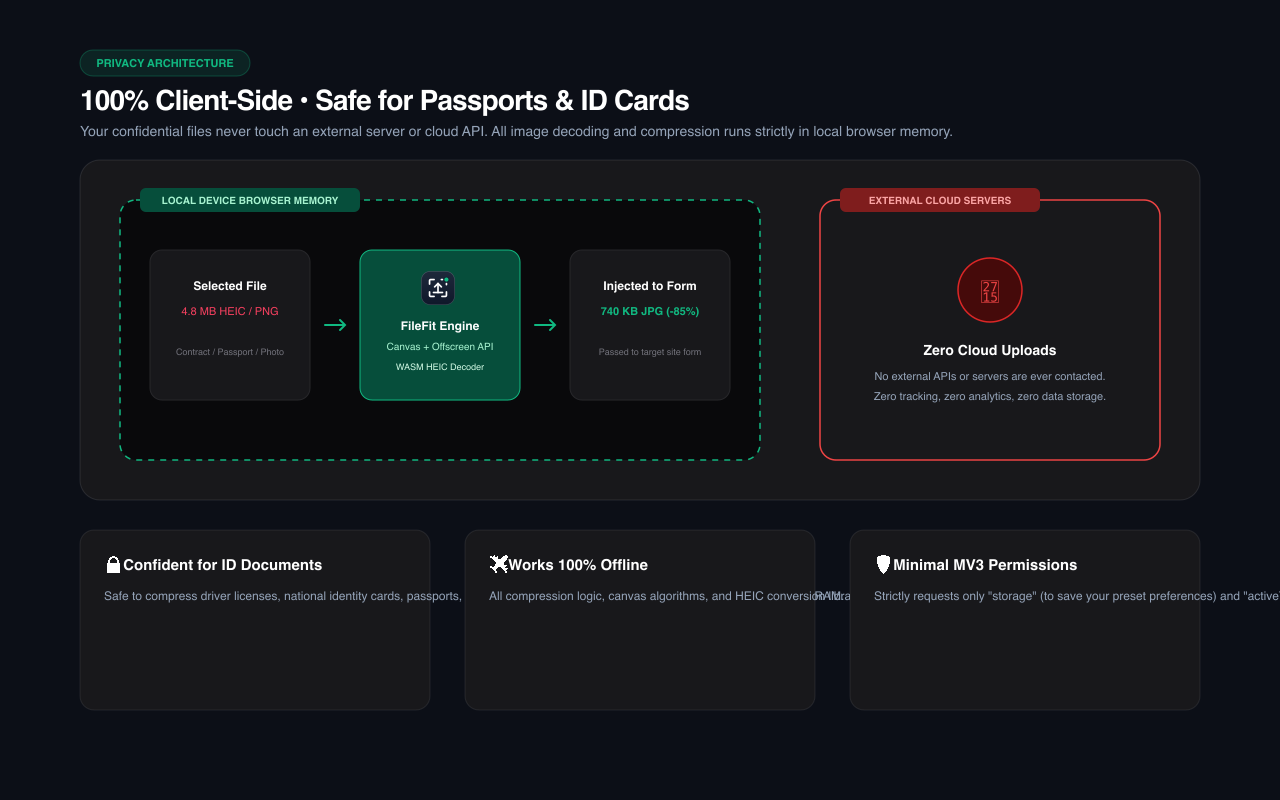 PRIVACY ARCHITECTURE
100% Client-Side • Safe for Passports & ID Cards
Your confidential files never touch an external server or cloud API. All image decoding and compression runs strictly in local browser memory.
LOCAL DEVICE BROWSER MEMORY
Selected File
4.8 MB HEIC / PNG
Contract / Passport / Photo
FileFit Engine
Canvas + Offscreen API
WASM HEIC Decoder
Injected to Form
740 KB JPG (-85%)
Passed to target site form
EXTERNAL CLOUD SERVERS
2715
Zero Cloud Uploads
No external APIs or servers are ever contacted.
Zero tracking, zero analytics, zero data storage.
Confident for ID Documents
Safe to compress driver licenses, national identity cards, passports,
Works 100% Offline
All compression logic, canvas algorithms, and HEIC conversion
Minimal MV3 Permissions
Strictly requests only "storage" (to save your preset preferences) and "active